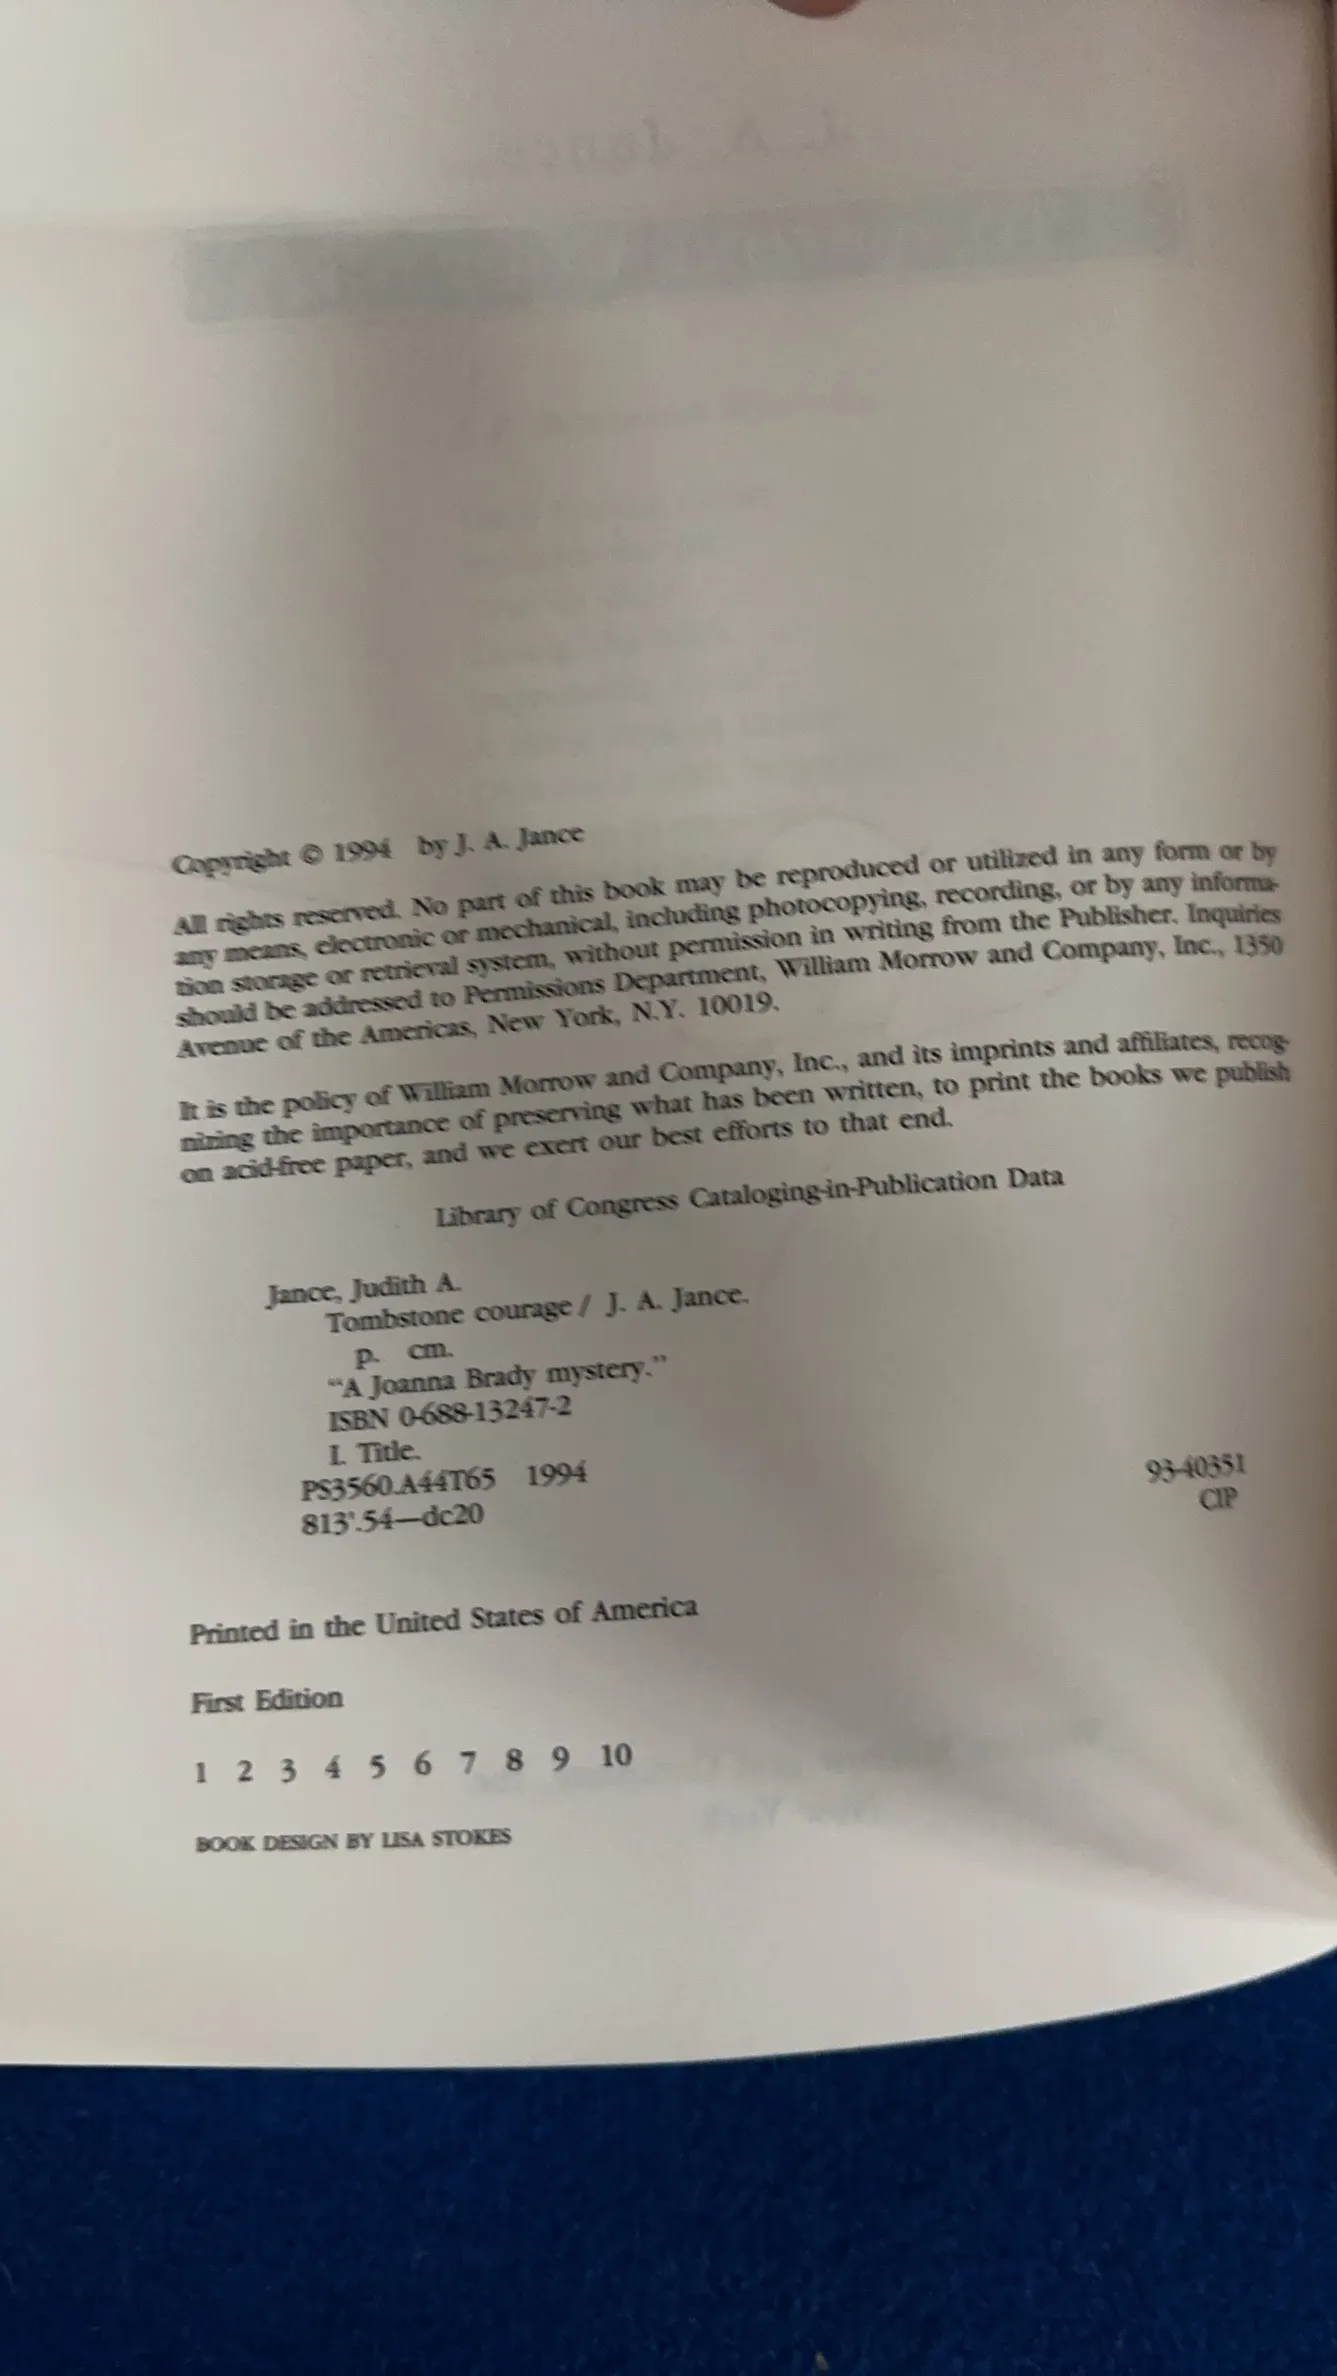 Copyright © 1994 by J. A. Jance
All rights reserved. No part of this book may be reproduced or utilized in any form or by
any means, electronic or mechanical, including photocopying, recording, or by any informa-
tion storage or retrieval system, without permission in writing from the Publisher. Inquiries
should be addressed to Permissions Department, William Morrow and Company, Inc., 1350
Avenue of the Americas, New York, N.Y. 10019.
It is the policy of William Morrow and Company, Inc., and its imprints and affiliates, recog-
nizing the importance of preserving what has been written, to print the books we publish
on acid-free paper, and we exert our best efforts to that end.
Library of Congress Cataloging-in-Publication Data
Jance, Judith A.
Tombstone courage / J. A. Jance.
p. cm.
"A Joanna Brady mystery."
ISBN 0-688-13247-2
I. Title.
PS3560.A44T65 1994 93-40351
813'.54—dc20 CIP
Printed in the United States of America
First Edition
1 2 3 4 5 6 7 8 9 10
BOOK DESIGN BY LISA STOKES